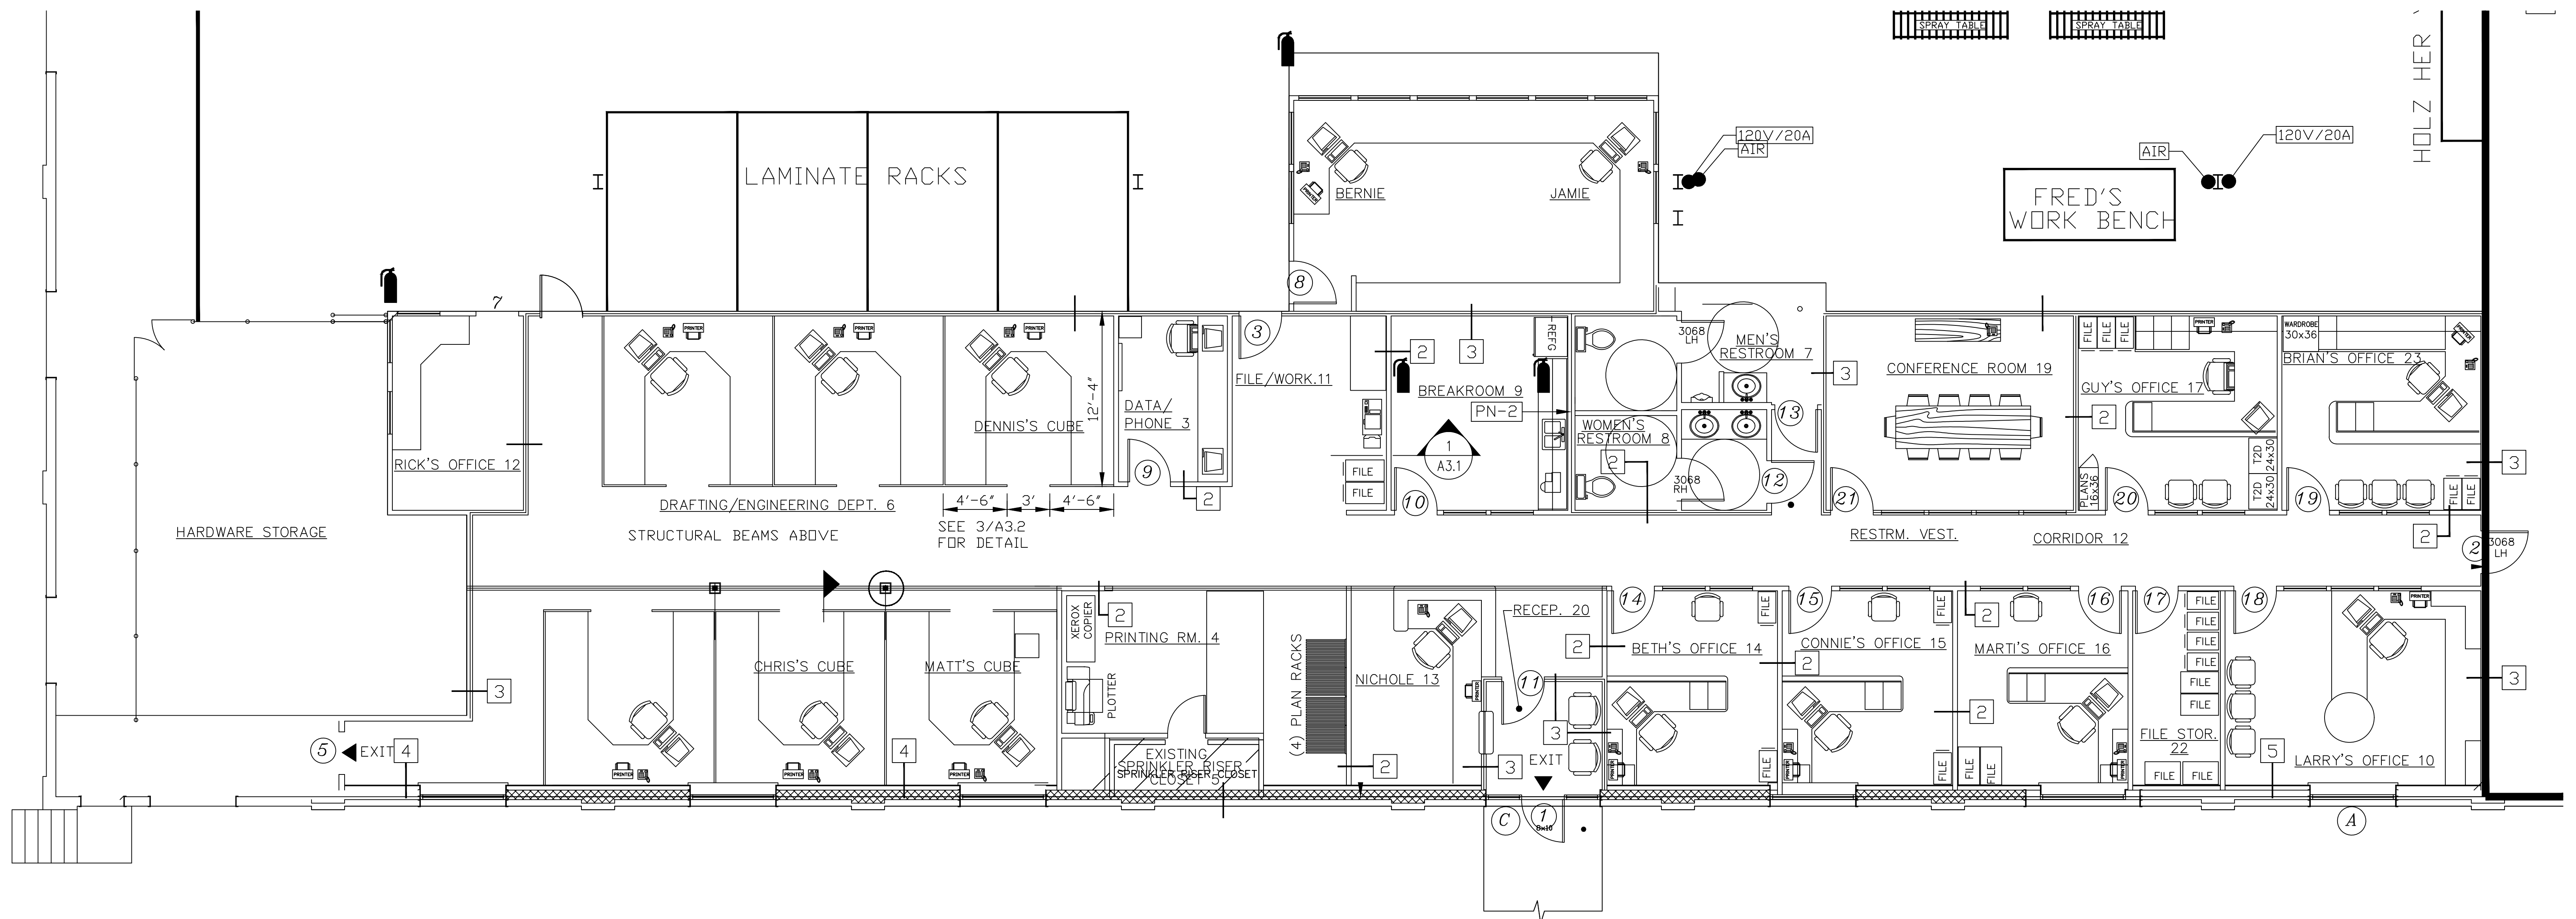 SPRAY TABLE
SPRAY TABLE
HOLZ HER
120V/20A
AIR
120V/20A
AIR
LAMINATE RACKS
BERNIE
JAMIE
FRED'S
WORK BENCH
7
8
3
PRINTER
PRINTER
PRINTER
PRINTER
2
3
REFG
3068
LH
MEN'S
RESTROOM 7
3
FILE
FILE
FILE
PRINTER
WARDROBE
30x36
PRINTER
BRIAN'S OFFICE 23
CONFERENCE ROOM 19
GUY'S OFFICE 17
FILE/WORK.11
BREAKROOM 9
PN-2
12'-4"
DATA/
PHONE 3
DENNIS'S CUBE
WOMEN'S
RESTROOM 8
13
2
1
A3.1
RICK'S OFFICE 12
9
FILE
FILE
10
2
3068
RH
12
21
PLANS
16x36
20
T2D
24x30
T2D
24x30
19
3
FILE
FILE
2
DRAFTING/ENGINEERING DEPT. 6
4'-6"
3'
4'-6"
2
SEE 3/A3.2
FOR DETAIL
STRUCTURAL BEAMS ABOVE
HARDWARE STORAGE
RESTRM. VEST.
CORRIDOR 12
2
3068
LH
XEROX
COPIER
2
PRINTING RM. 4
PLOTTER
(4) PLAN RACKS
RECEP. 20
14
FILE
15
FILE
2
16
17
FILE
FILE
FILE
FILE
FILE
FILE
18
PRINTER
CHRIS'S CUBE
MATT'S CUBE
NICHOLE 13
PRINTER
11
2
BETH'S OFFICE 14
2
CONNIE'S OFFICE 15
MARTI'S OFFICE 16
3
3
3
2
FILE STOR.
22
5
LARRY'S OFFICE 10
5
EXIT
4
4
PRINTER
PRINTER
EXISTING
SPRINKLER RISER
CLOSET 5
SPRINKLER RISER CLOSET
2
3
EXIT
PRINTER
FILE
PRINTER
FILE
FILE
FILE
PRINTER
FILE
FILE
C
1
A